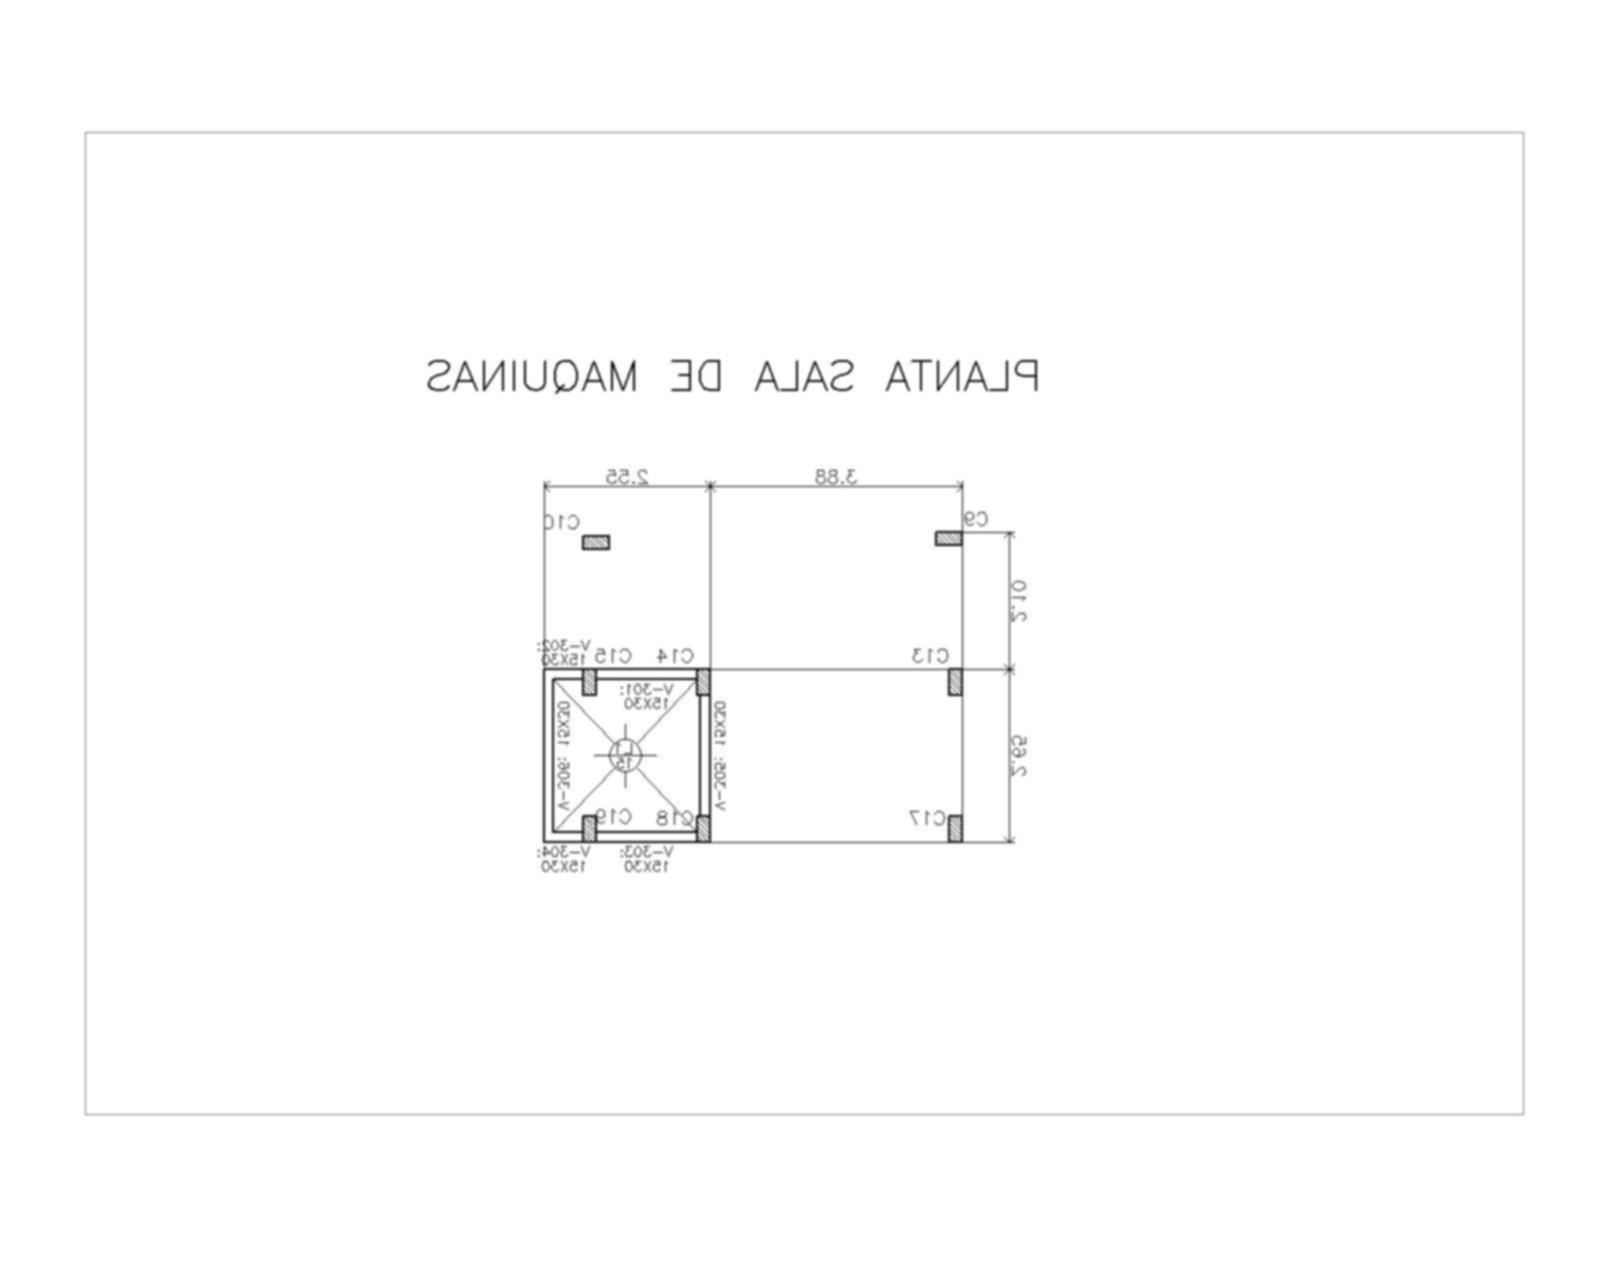 PLANTA SALA DE MAQUINAS
3.88
2.55
C9
C10
2.10
C13
C14
C15
V-302:
15X30
V-301:
15X30
V-305: 15X30
V-306: 15X30
L1
15
2.65
C17
C18
C19
V-303:
15X30
V-304:
15X30